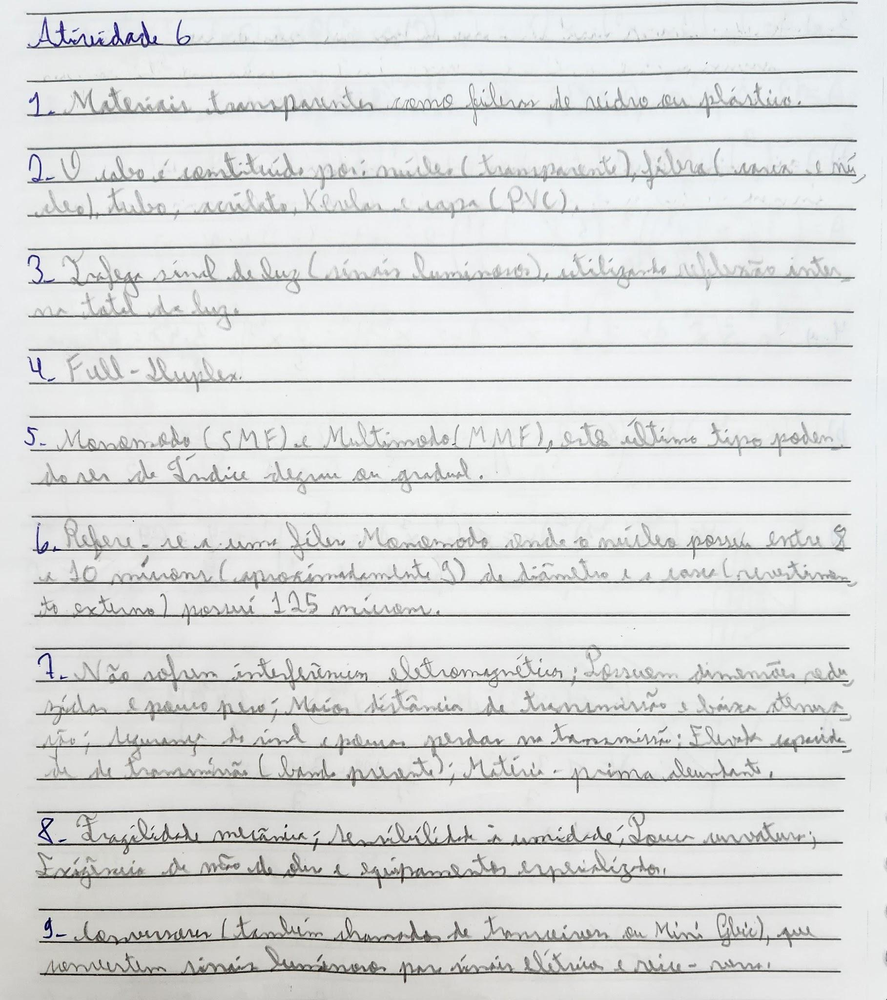 Atividade 6
1. Materiais transparentes como fibras de vidro ou plástico.
2- O cabo é constituído por: núcleo (transparente), fibra (casca e nú-
cleo), tubo, acrilato, Kevlar e capa (PVC).
3- Trafega sinal de luz (sinais luminosos), utilizando reflexão inter-
na total da luz.
4- Full-Duplex.
5- Monomodo (SMF) e Multimodo (MMF), este último tipo poden-
do ser de Índice degrau ou gradual.
6. Refere-se a uma fibra Monomodo onde o núcleo possui entre 8
a 10 mícrons (aproximadamente 9) de diâmetro e a casca (revestimen-
to externo) possui 125 mícrons.
7. Não sofrem interferências eletromagnéticas; Possuem dimensões redu-
zidas e pouco peso; Maior distância de transmissão e baixa atenua-
ção; Segurança do sinal e poucas perdas na transmissão; Elevada capacida-
de de transmissão (banda presente); Matéria-prima abundante.
8- Fragilidade mecânica; Sensibilidade à umidade; Pouca curvatura;
Exigência de mão de obra e equipamentos especializados.
9- Conversores (também chamados de transceivers ou Mini Gbic), que
convertem sinais luminosos por sinais elétricos e vice-versa.